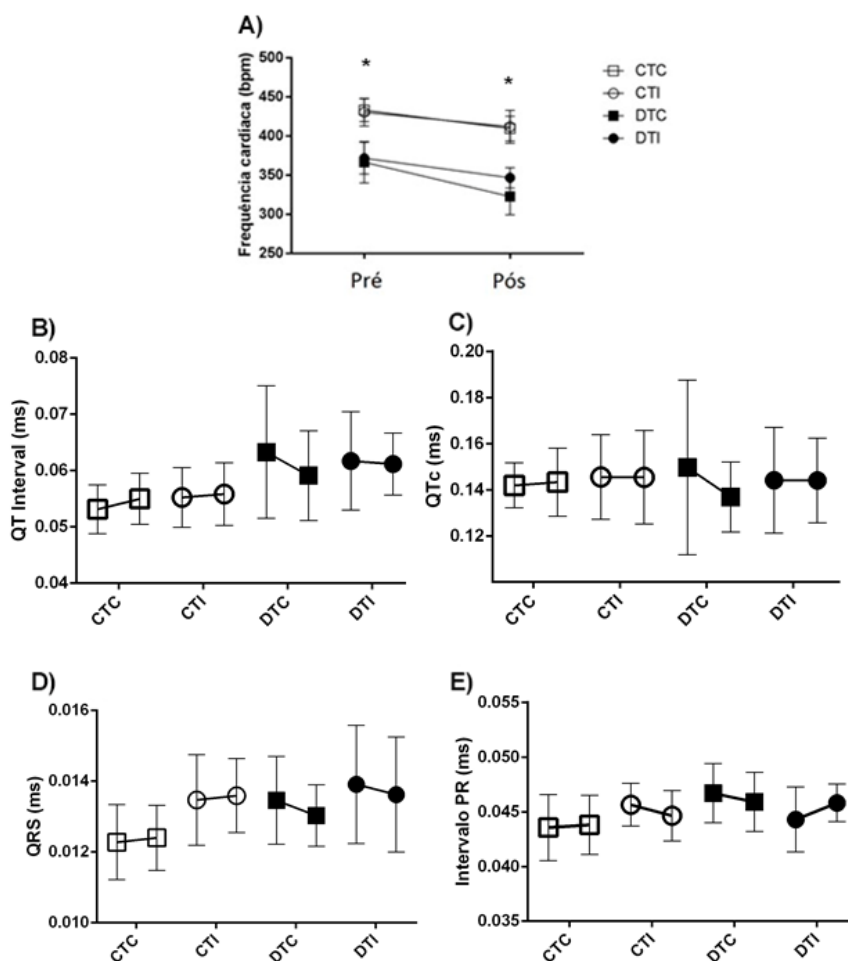 A)
Frequência cardíaca (bpm)
500
450
400
350
300
250
*
*
Pré
Pós
CTC
CTI
DTC
DTI
B)
QT Interval (ms)
0.08
0.07
0.06
0.05
0.04
CTC
CTI
DTC
DTI
C)
QTc (ms)
0.20
0.16
0.14
0.12
CTC
CTI
DTC
DTI
D)
QRS (ms)
0.016
0.014
0.012
0.010
CTC
CTI
DTC
DTI
E)
Intervalo PR (ms)
0.055
0.050
0.045
0.040
0.035
CTC
CTI
DTC
DTI